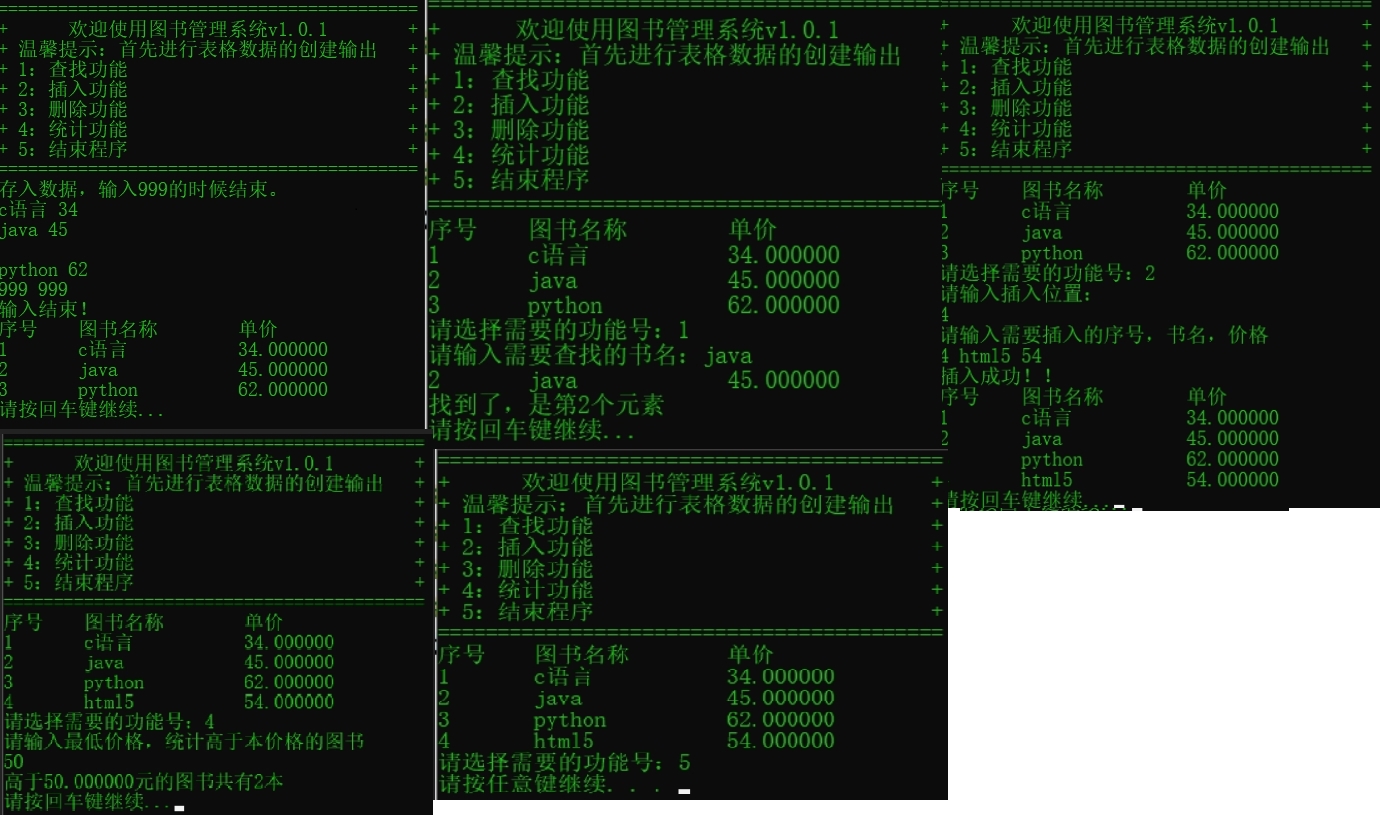 ========================================
+ 欢迎使用图书管理系统v1.0.1 +
+ 温馨提示：首先进行表格数据的创建输出 +
+ 1：查找功能 +
+ 2：插入功能 +
+ 3：删除功能 +
+ 4：统计功能 +
+ 5：结束程序 +
========================================
存入数据，输入999的时候结束。
c语言 34
java 45
python 62
999 999
输入结束！
序号 图书名称 单价
1 c语言 34.000000
2 java 45.000000
3 python 62.000000
请按回车键继续...
========================================
+ 欢迎使用图书管理系统v1.0.1
+ 温馨提示：首先进行表格数据的创建输出
+ 1：查找功能
+ 2：插入功能
+ 3：删除功能
+ 4：统计功能
+ 5：结束程序
========================================
序号 图书名称 单价
1 c语言 34.000000
2 java 45.000000
3 python 62.000000
请选择需要的功能号：1
请输入需要查找的书名：java
2 java 45.000000
找到了，是第2个元素
请按回车键继续...
========================================
+ 欢迎使用图书管理系统v1.0.1 +
+ 温馨提示：首先进行表格数据的创建输出 +
+ 1：查找功能 +
+ 2：插入功能 +
+ 3：删除功能 +
+ 4：统计功能 +
+ 5：结束程序 +
========================================
序号 图书名称 单价
1 c语言 34.000000
2 java 45.000000
3 python 62.000000
请选择需要的功能号：2
请输入插入位置：
4
请输入需要插入的序号，书名，价格
4 html5 54
插入成功！！
序号 图书名称 单价
1 c语言 34.000000
2 java 45.000000
python 62.000000
html5 54.000000
请按回车键继续...
========================================
+ 欢迎使用图书管理系统v1.0.1 +
+ 温馨提示：首先进行表格数据的创建输出 +
+ 1：查找功能 +
+ 2：插入功能 +
+ 3：删除功能 +
+ 4：统计功能 +
+ 5：结束程序 +
========================================
序号 图书名称 单价
1 c语言 34.000000
2 java 45.000000
3 python 62.000000
4 html5 54.000000
请选择需要的功能号：4
请输入最低价格，统计高于本价格的图书
50
高于50.000000元的图书共有2本
请按回车键继续...
========================================
+ 欢迎使用图书管理系统v1.0.1 +
+ 温馨提示：首先进行表格数据的创建输出 +
+ 1：查找功能 +
+ 2：插入功能 +
+ 3：删除功能 +
+ 4：统计功能 +
+ 5：结束程序 +
========================================
序号 图书名称 单价
1 c语言 34.000000
2 java 45.000000
3 python 62.000000
4 html5 54.000000
请选择需要的功能号：5
请按任意键继续. . .